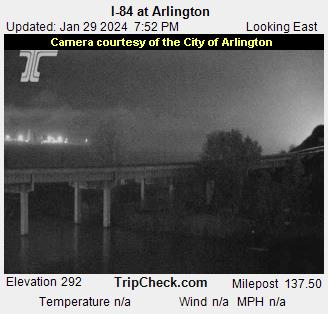 I-84 at Arlington
Updated: Jan 29 2024 7:52 PM Looking East
Camera courtesy of the City of Arlington
Elevation 292 TripCheck.com Milepost 137.50
Temperature n/a Wind n/a MPH n/a